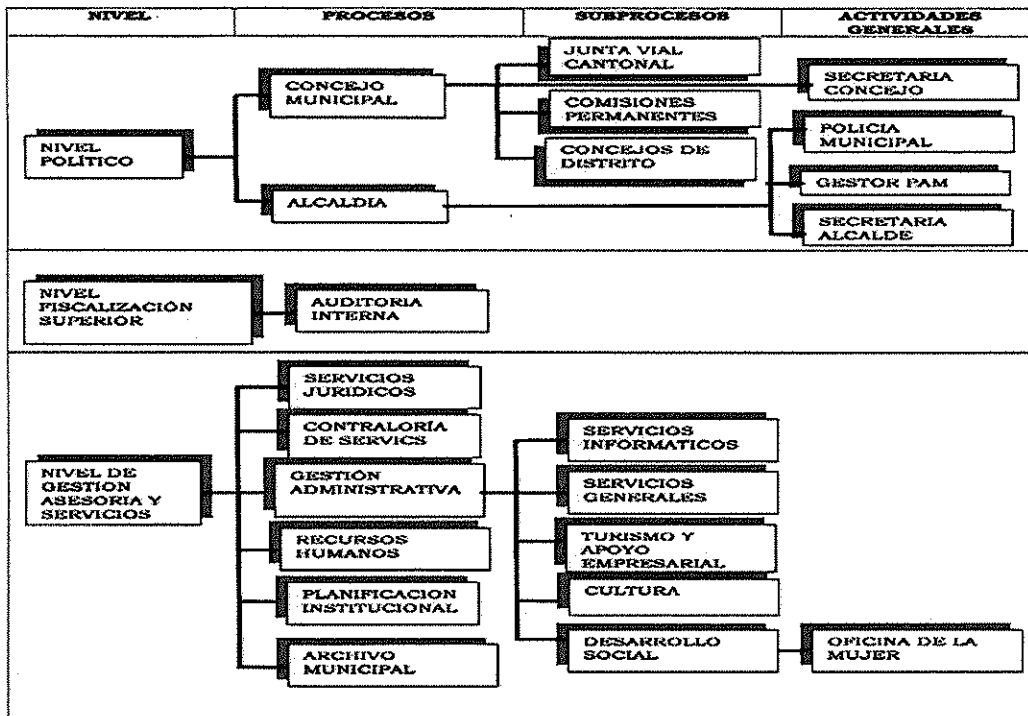 NIVEL
PROCESOS
SUBPROCESOS
ACTIVIDADES
GENERALES
NIVEL
POLÍTICO
CONCEJO
MUNICIPAL
ALCALDIA
JUNTA VIAL
CANTONAL
COMISIONES
PERMANENTES
CONCEJOS DE
DISTRITO
SECRETARIA
CONCEJO
POLICIA
MUNICIPAL
GESTOR PAM
SECRETARIA
ALCALDE
NIVEL
FISCALIZACIÓN
SUPERIOR
AUDITORIA
INTERNA
NIVEL DE
GESTION
ASESORIA Y
SERVICIOS
SERVICIOS
JURIDICOS
CONTRALORÍA
DE SERVICS
GESTIÓN
ADMINISTRATIVA
RECURSOS
HUMANOS
PLANIFICACION
INSTITUCIONAL
ARCHIVO
MUNICIPAL
SERVICIOS
INFORMATICOS
SERVICIOS
GENERALES
TURISMO Y
APOYO
EMPRESARIAL
CULTURA
DESARROLLO
SOCIAL
OFICINA DE LA
MUJER